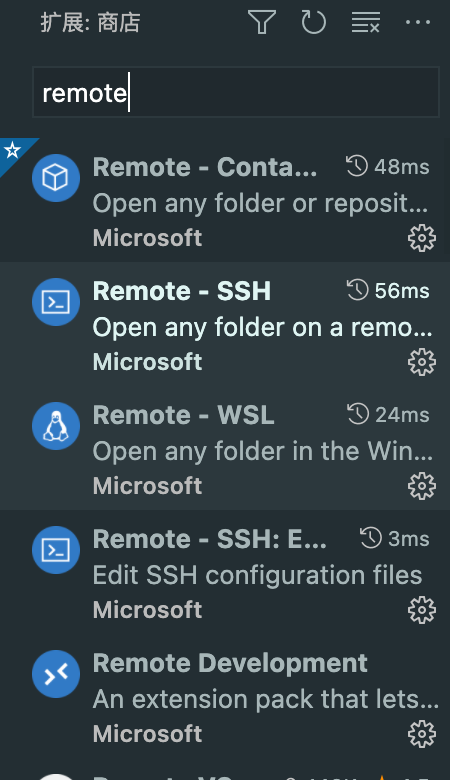 扩展: 商店
remote
Remote - Conta... 48ms
Open any folder or reposit...
Microsoft
Remote - SSH 56ms
Open any folder on a remo...
Microsoft
Remote - WSL 24ms
Open any folder in the Win...
Microsoft
Remote - SSH: E... 3ms
Edit SSH configuration files
Microsoft
Remote Development
An extension pack that lets...
Microsoft